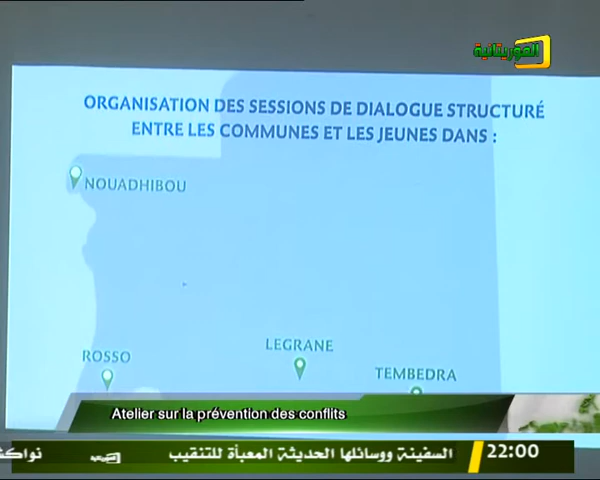 الموريتانية
ORGANISATION DES SESSIONS DE DIALOGUE STRUCTURÉ
ENTRE LES COMMUNES ET LES JEUNES DANS :
NOUADHIBOU
LEGRANE
ROSSO
TEMBEDRA
Atelier sur la prévention des conflits
22:00
السفينة ووسائلها الحديثة المعبأة للتنقيب
نواكش